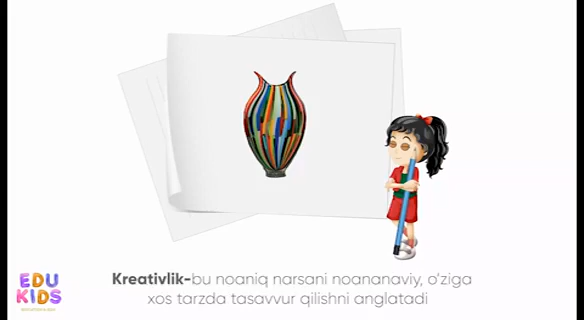 Kreativlik-bu noaniq narsani noananaviy, o‘ziga
xos tarzda tasavvur qilishni anglatadi
EDU
KIDS